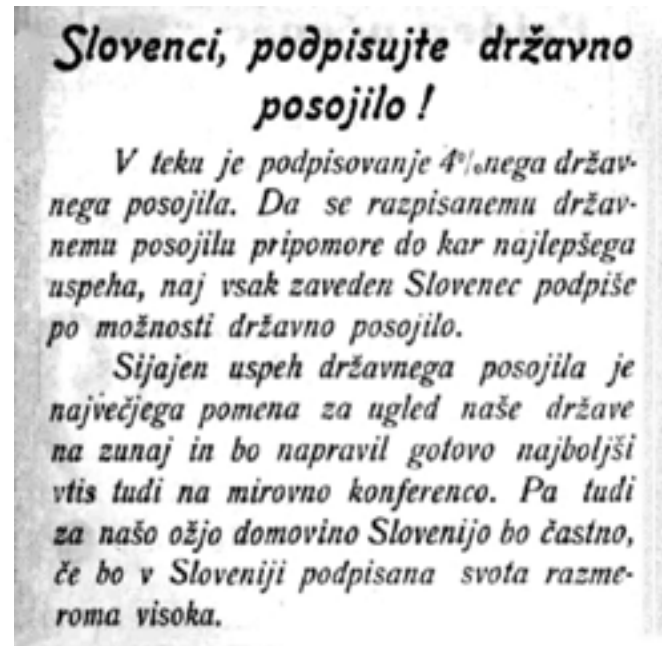 Slovenci, podpisujte državno
posojilo!
V teku je podpisovanje 4%nega držav-
nega posojila. Da se razpisanemu držav-
nemu posojilu pripomore do kar najlepšega
uspeha, naj vsak zaveden Slovenec podpiše
po možnosti državno posojilo.
Sijajen uspeh državnega posojila je
največjega pomena za ugled naše države
na zunaj in bo napravil gotovo najboljši
vtis tudi na mirovno konferenco. Pa tudi
za našo ožjo domovino Slovenijo bo častno,
če bo v Sloveniji podpisana svota razme-
roma visoka.